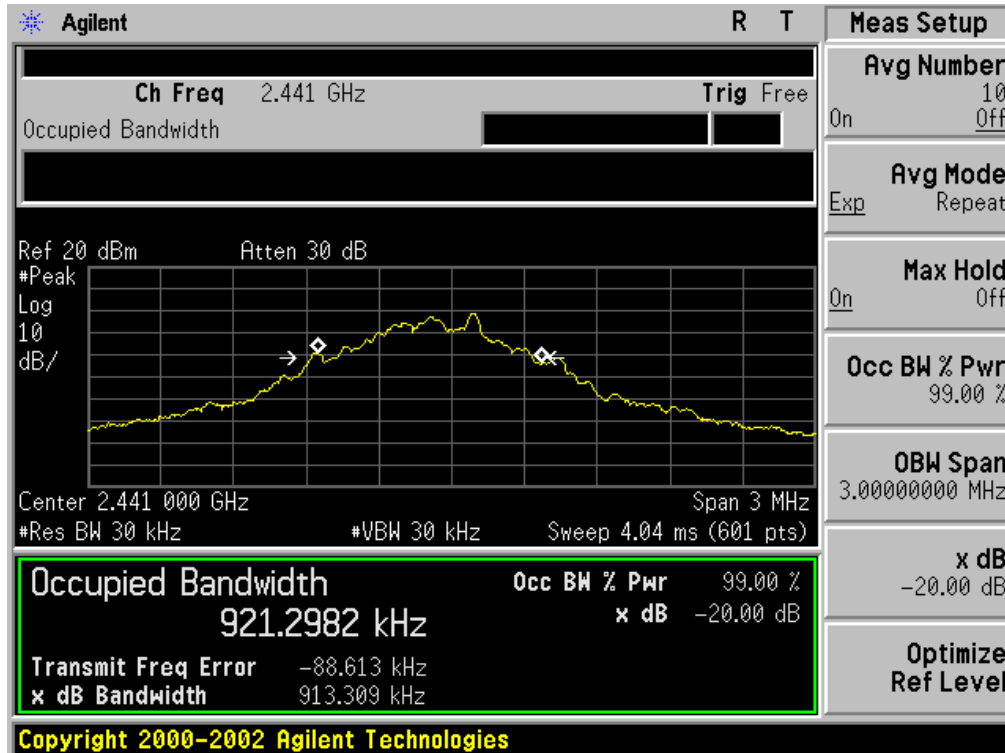 Agilent
R T
Ch Freq 2.441 GHz
Trig Free
Occupied Bandwidth
Ref 20 dBm
Atten 30 dB
#Peak
Log
10
dB/
Center 2.441 000 GHz
Span 3 MHz
#Res BW 30 kHz
#VBW 30 kHz
Sweep 4.04 ms (601 pts)
Occupied Bandwidth
921.2982 kHz
Occ BW % Pwr 99.00 %
x dB -20.00 dB
Transmit Freq Error -88.613 kHz
x dB Bandwidth 913.309 kHz
Copyright 2000-2002 Agilent Technologies
Meas Setup
Avg Number
10
On Off
Avg Mode
Exp Repeat
Max Hold
On Off
Occ BW % Pwr
99.00 %
OBW Span
3.00000000 MHz
x dB
-20.00 dB
Optimize
Ref Level